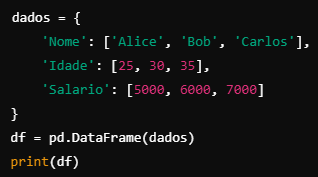 dados = {
    'Nome': ['Alice', 'Bob', 'Carlos'],
    'Idade': [25, 30, 35],
    'Salario': [5000, 6000, 7000]
}
df = pd.DataFrame(dados)
print(df)